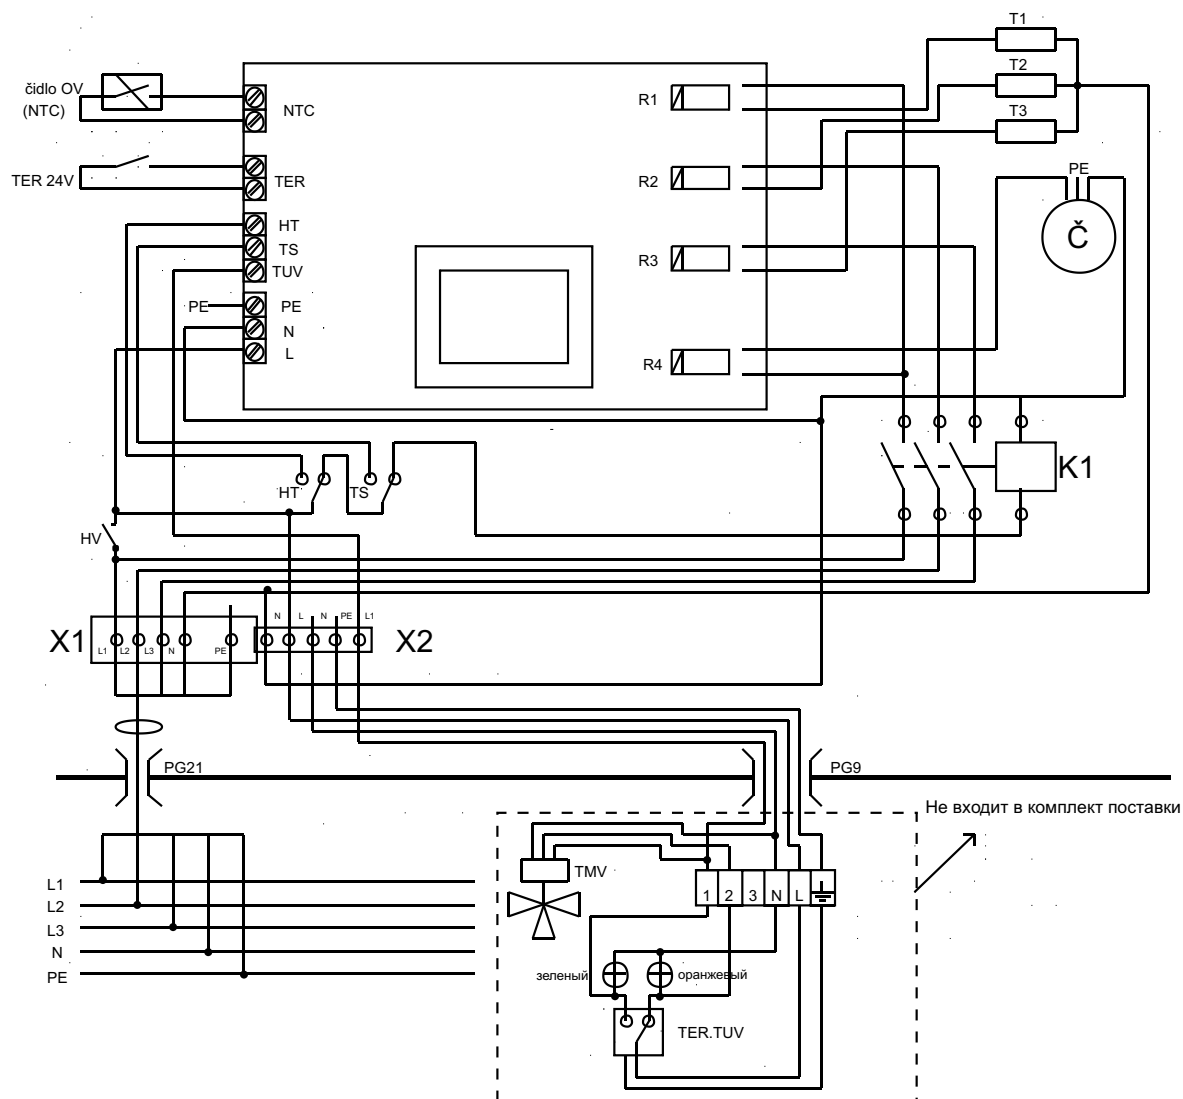 T1
T2
T3
čidlo OV
(NTC)
NTC
R1
TER 24V
TER
R2
PE
Č
HT
TS
TUV
R3
PE
PE
N
L
R4
K1
HT
TS
HV
N
L
N
PE
L1
X1
L1
L2
L3
N
PE
X2
PG21
PG9
Не входит в комплект поставки
TMV
L1
L2
L3
N
PE
1
2
3
N
L
зеленый
оранжевый
TER.TUV